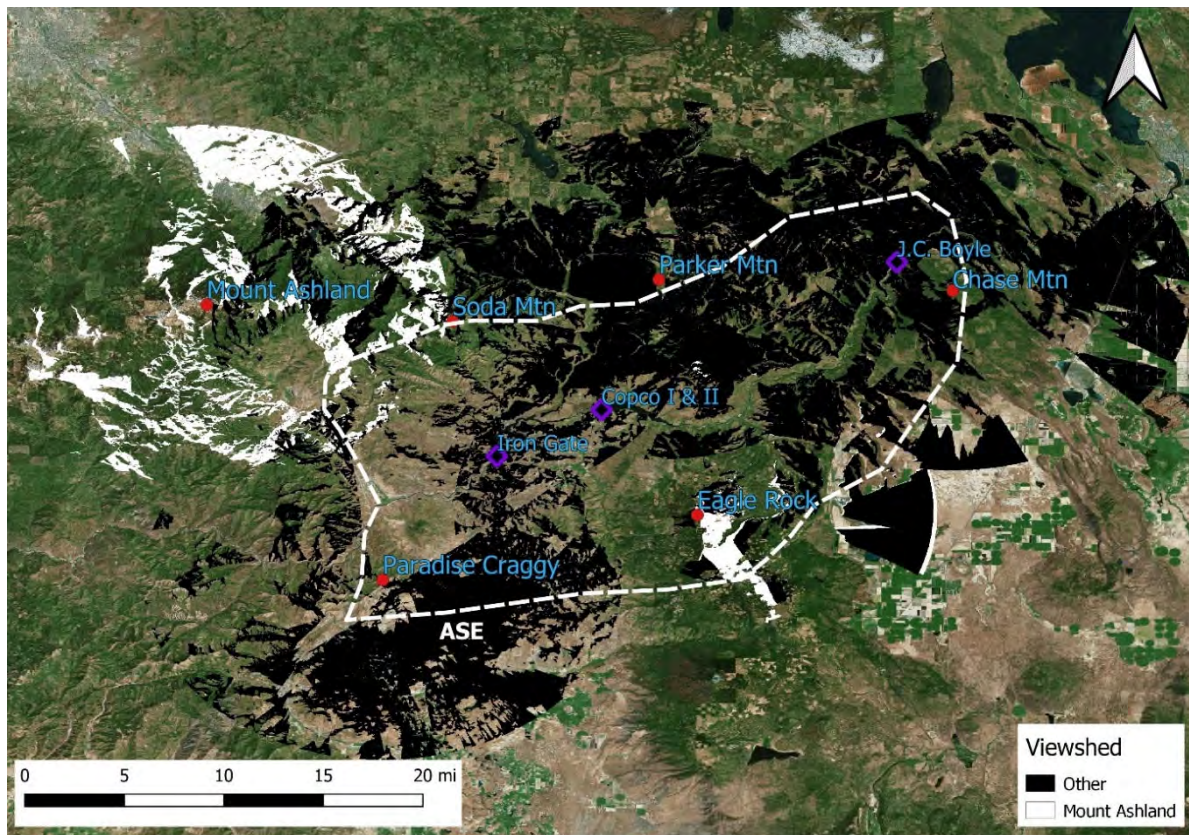 J.C. Boyle
Parker Mtn
Chase Mtn
Mount Ashland
Soda Mtn
Copco I & II
Iron Gate
Eagle Rock
Paradise Craggy
ASE
0 5 10 15 20 mi
Viewshed
Other
Mount Ashland